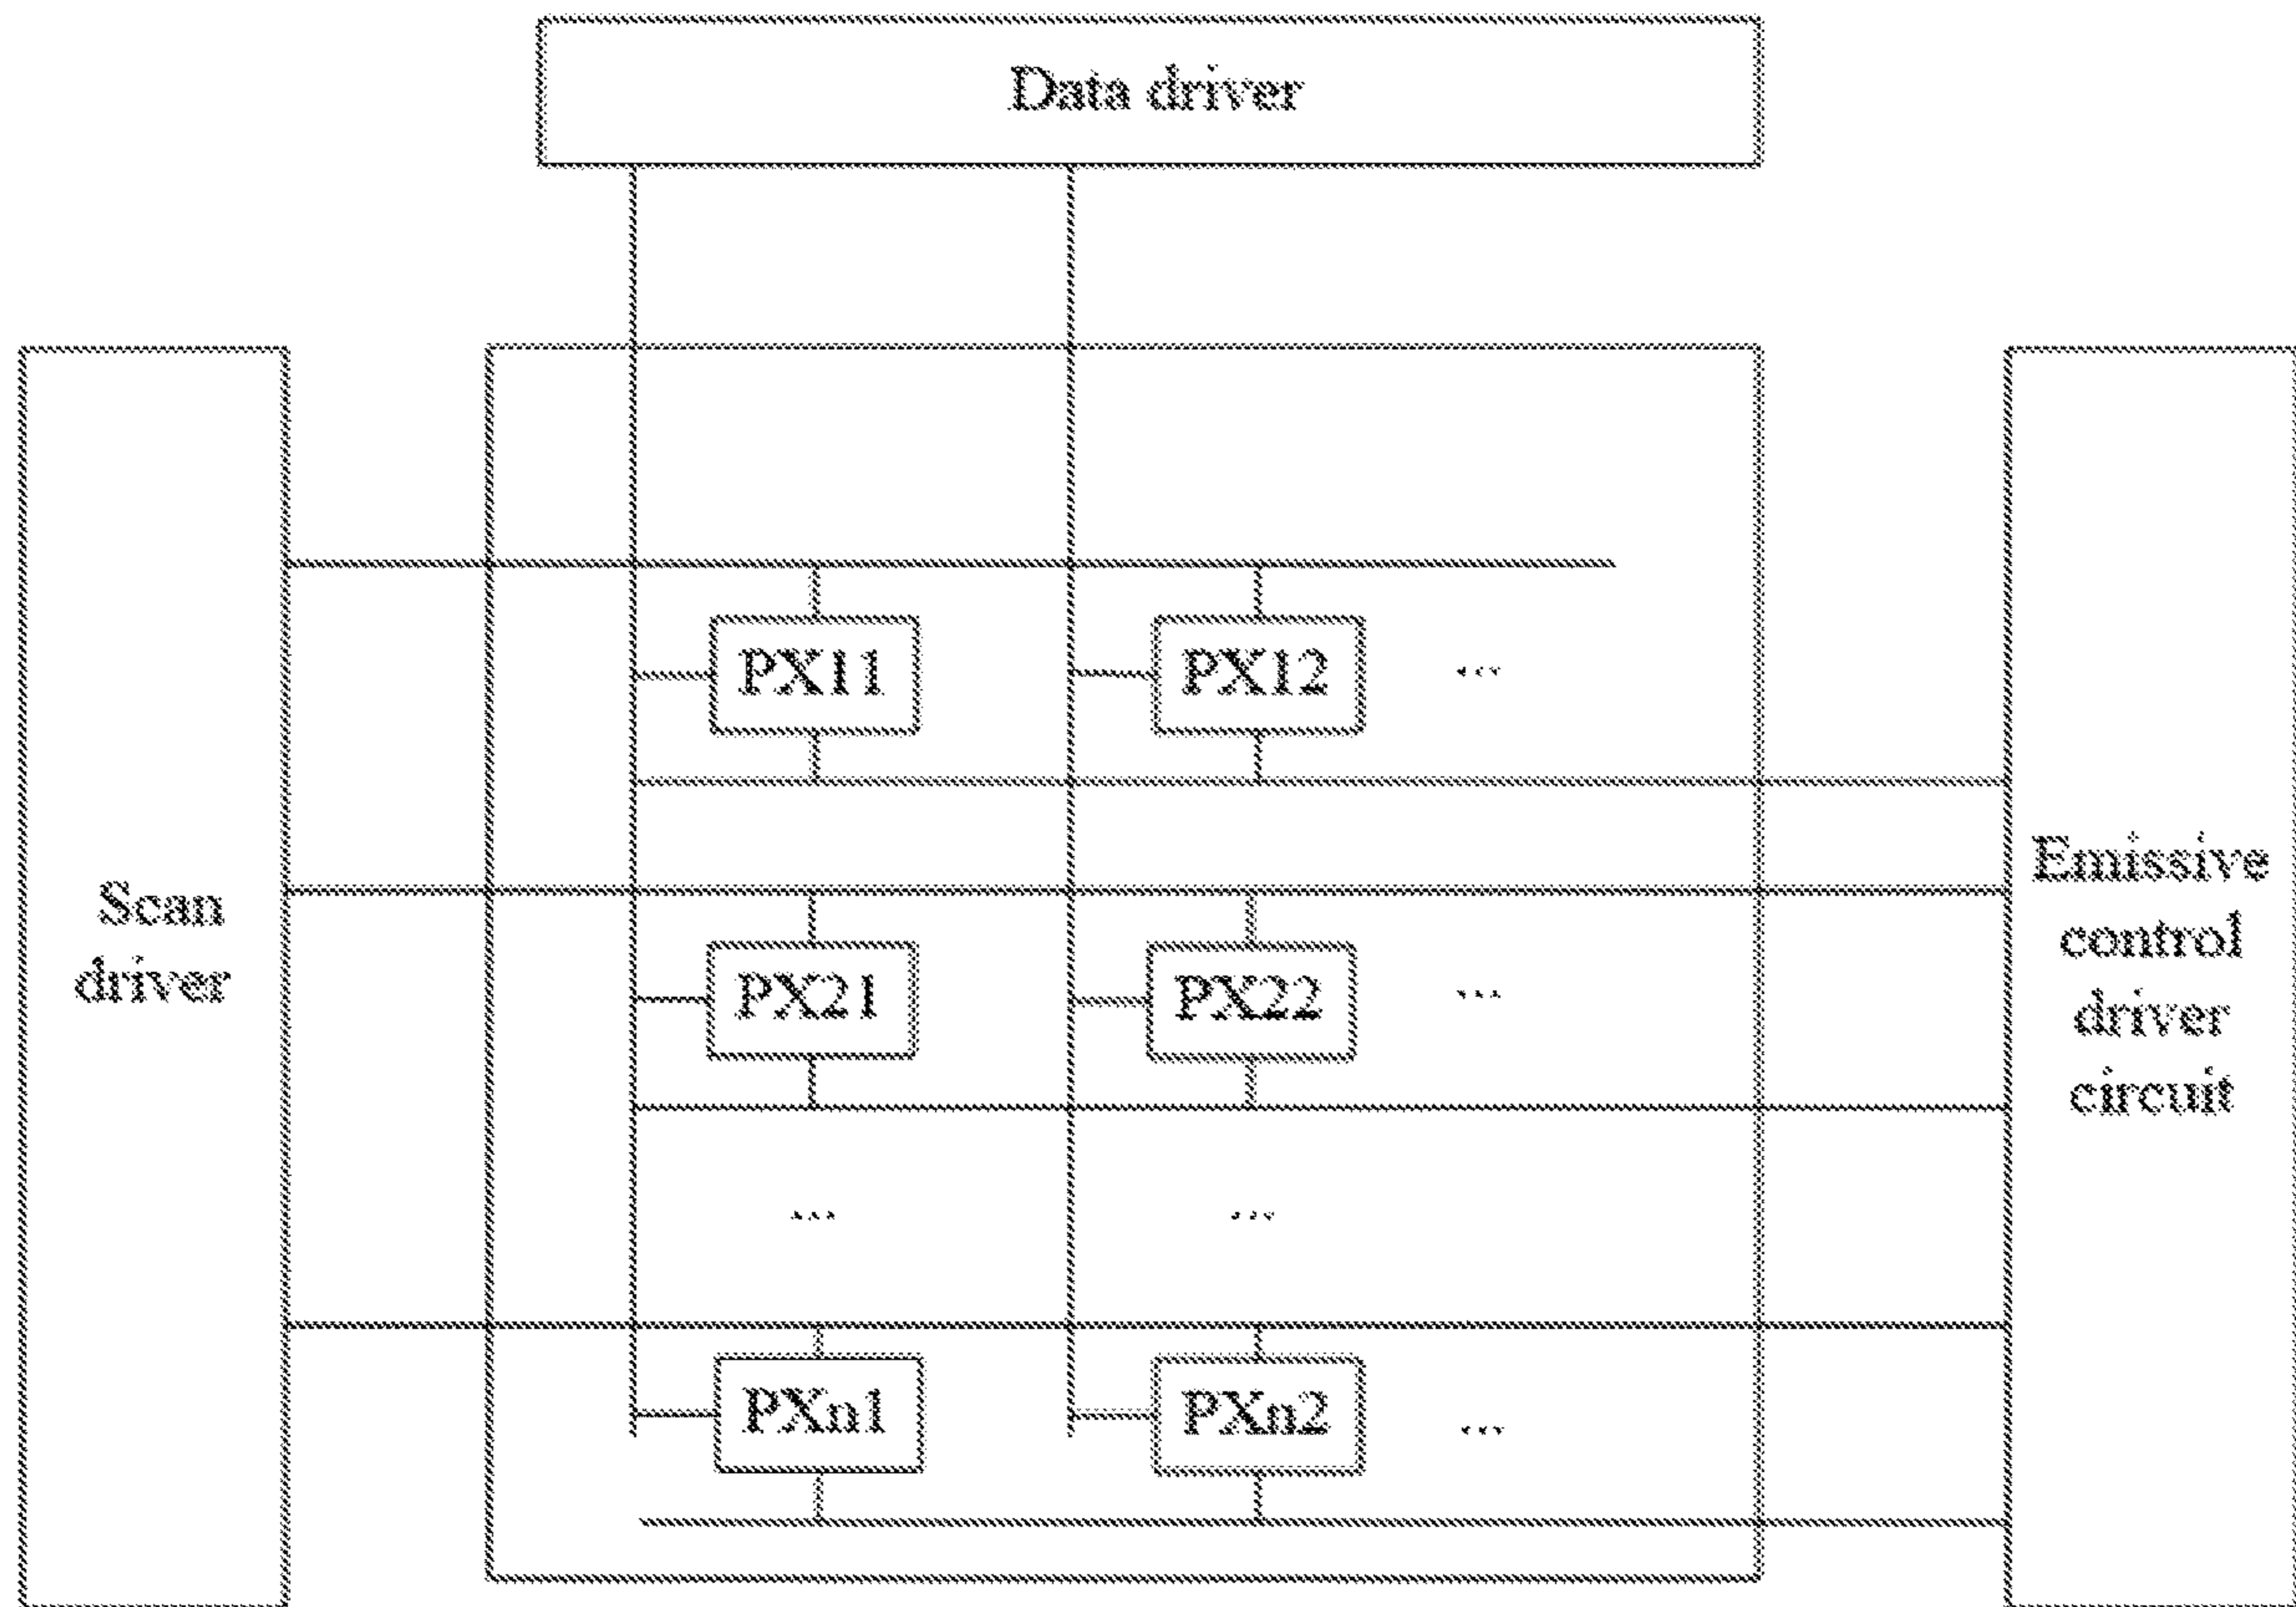 Data driver
PX11
PX12
...
Scan
driver
PX21
PX22
...
Emissive
control
driver
circuit
...
...
PXn1
PXn2
...